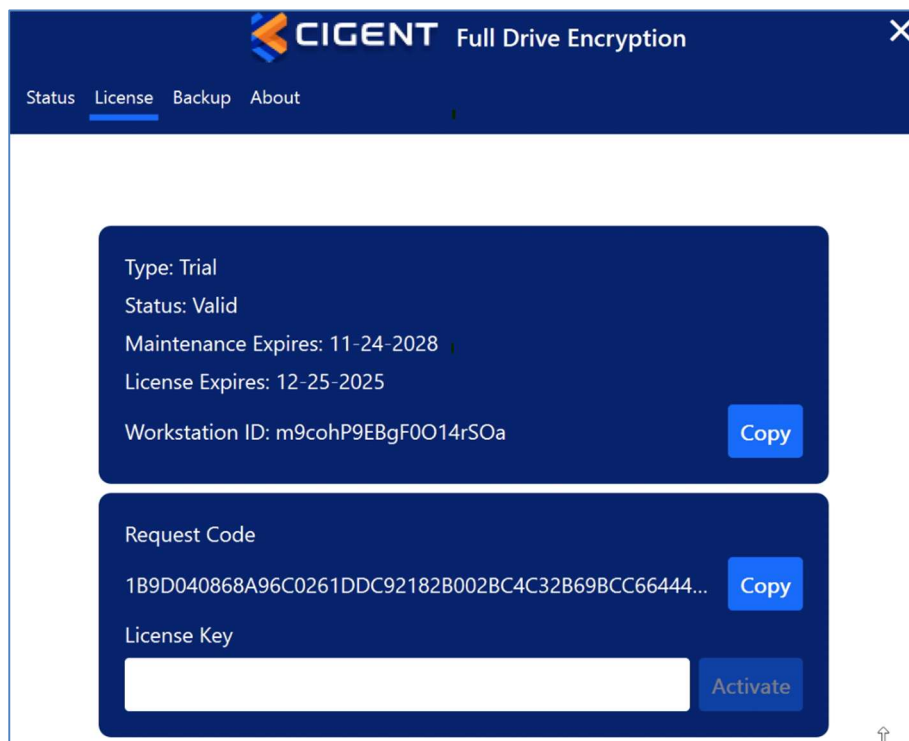 CIGENT Full Drive Encryption
Status License Backup About
Type: Trial
Status: Valid
Maintenance Expires: 11-24-2028
License Expires: 12-25-2025
Workstation ID: m9cohP9EBgF0O14rSOa Copy
Request Code
1B9D040868A96C0261DDC92182B002BC4C32B69BCC66444... Copy
License Key
Activate